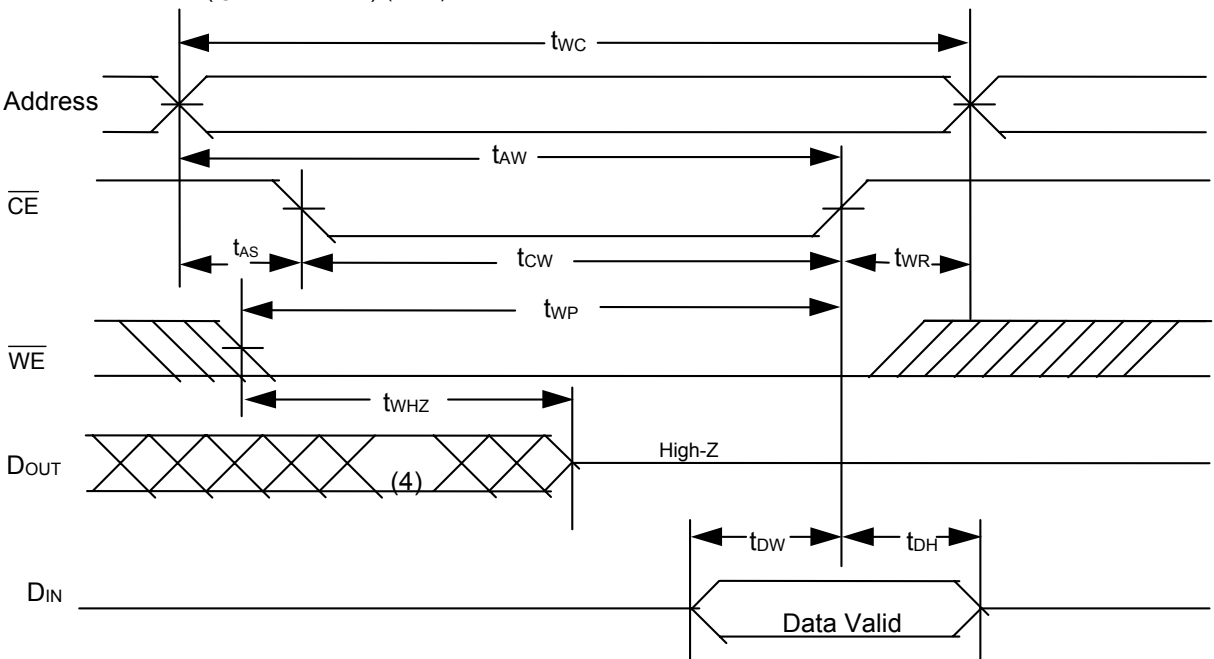 tWC
Address
tAW
CE
tAS
tCW
tWR
tWP
WE
tWHZ
High-Z
DOUT
(4)
tDW
tDH
DIN
Data Valid